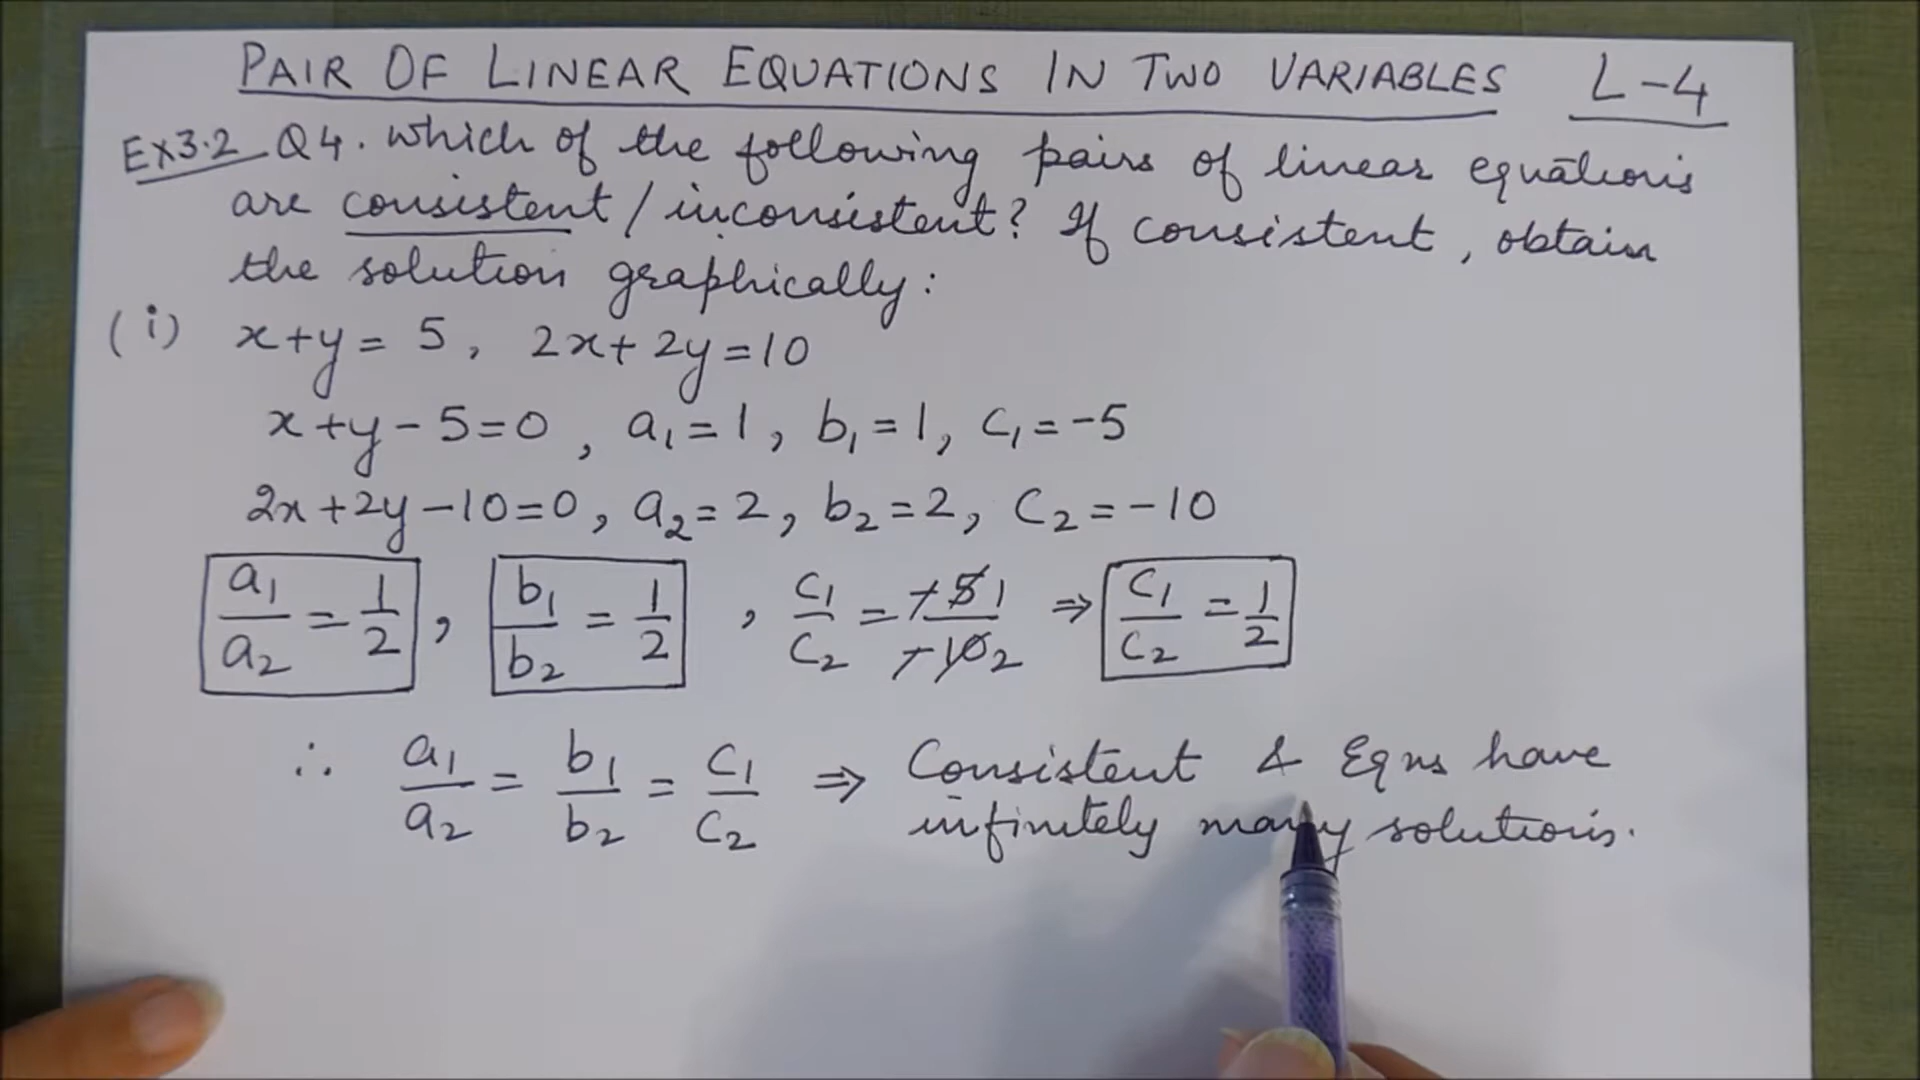 PAIR OF LINEAR EQUATIONS IN TWO VARIABLES L-4
Ex3.2 Q4. Which of the following pairs of linear equations
are consistent / inconsistent? If consistent, obtain
the solution graphically:
(i) x+y = 5, 2x+2y=10
x+y-5=0, a₁=1, b₁=1, c₁=-5
2x+2y-10=0, a₂=2, b₂=2, c₂=-10
a₁/a₂ = 1/2, b₁/b₂ = 1/2, c₁/c₂ = -5 1/-10 2 ⇒ c₁/c₂ = 1/2
∴ a₁/a₂ = b₁/b₂ = c₁/c₂ ⇒ Consistent & Eqns have
infinitely many solutions.